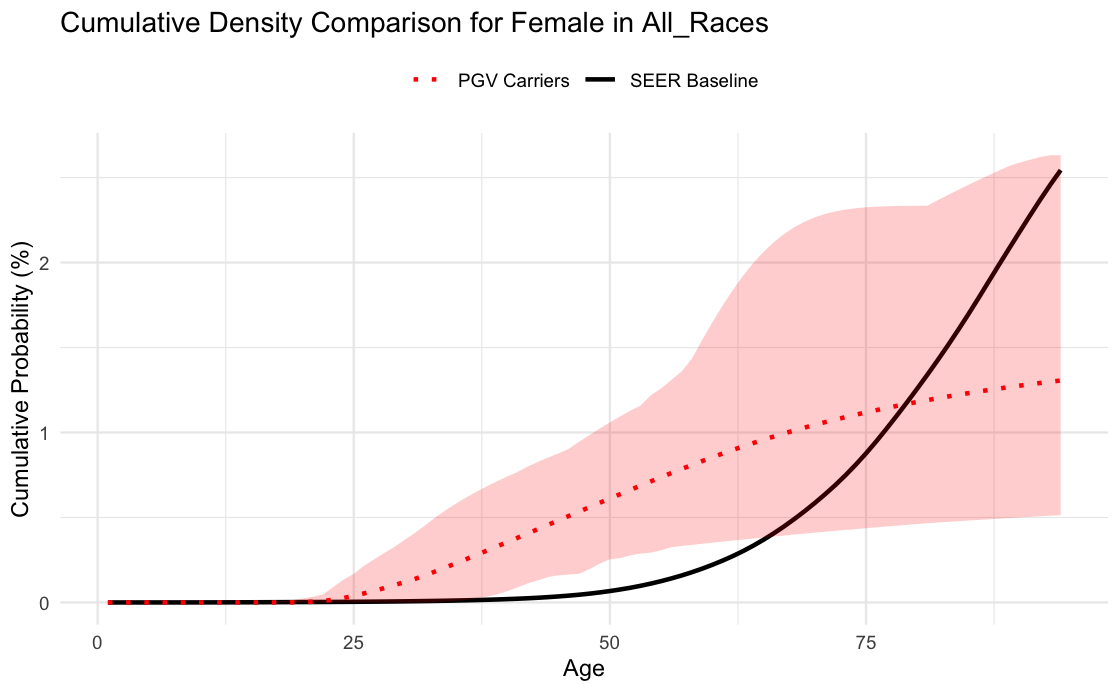 Cumulative Density Comparison for Female in All_Races
PGV Carriers
SEER Baseline
Cumulative Probability (%)
2
1
0
0
25
50
75
Age